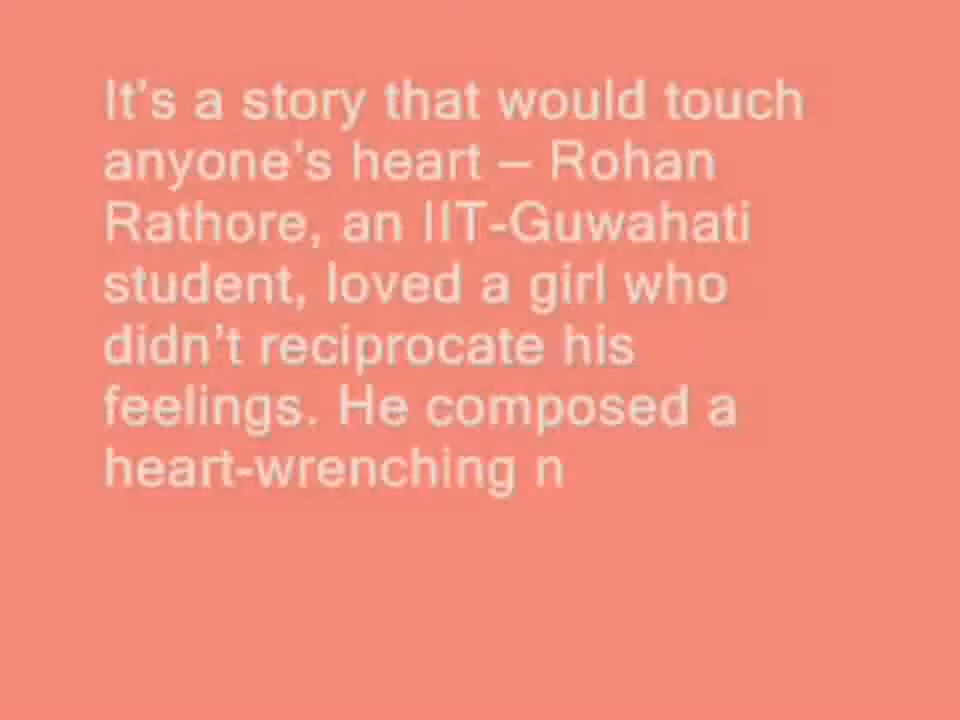 It's a story that would touch
anyone's heart – Rohan
Rathore, an IIT-Guwahati
student, loved a girl who
didn't reciprocate his
feelings. He composed a
heart-wrenching n